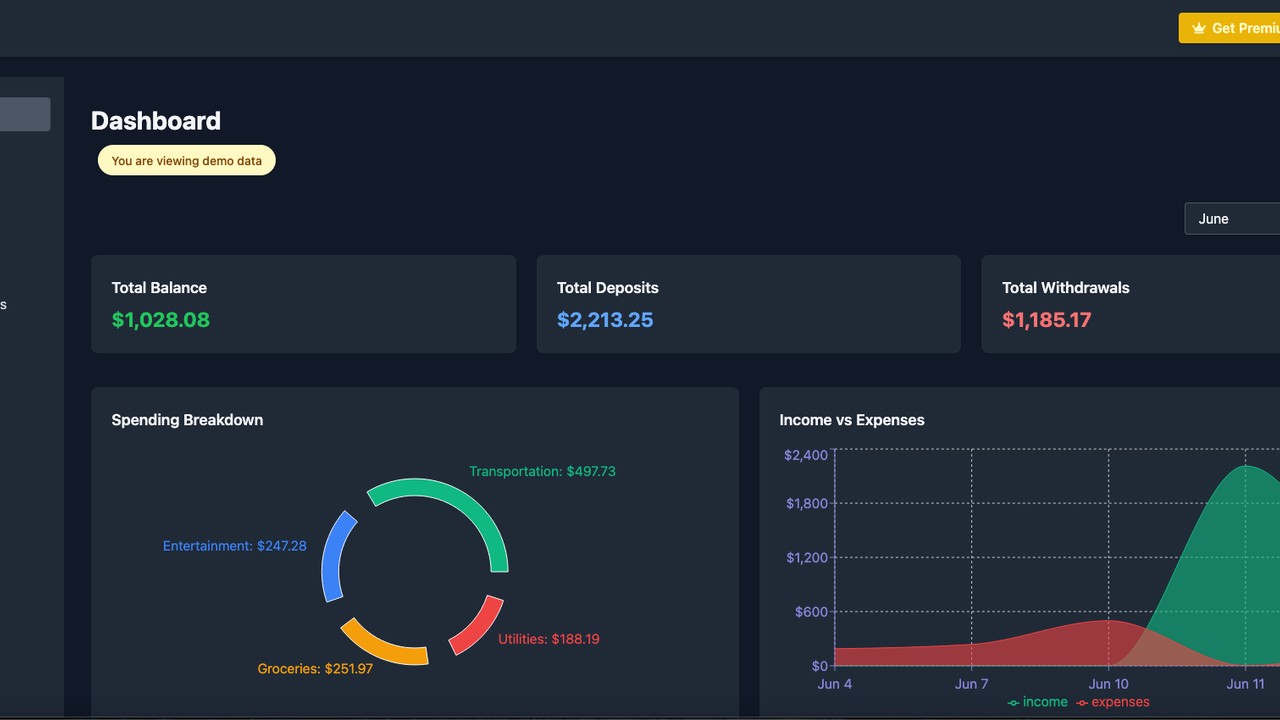 Get Premiu
Dashboard
You are viewing demo data
June
s
Total Balance
$1,028.08
Total Deposits
$2,213.25
Total Withdrawals
$1,185.17
Spending Breakdown
Transportation: $497.73
Entertainment: $247.28
Utilities: $188.19
Groceries: $251.97
Income vs Expenses
$2,400
$1,800
$1,200
$600
$0
Jun 4 Jun 7 Jun 10 Jun 11
income expenses